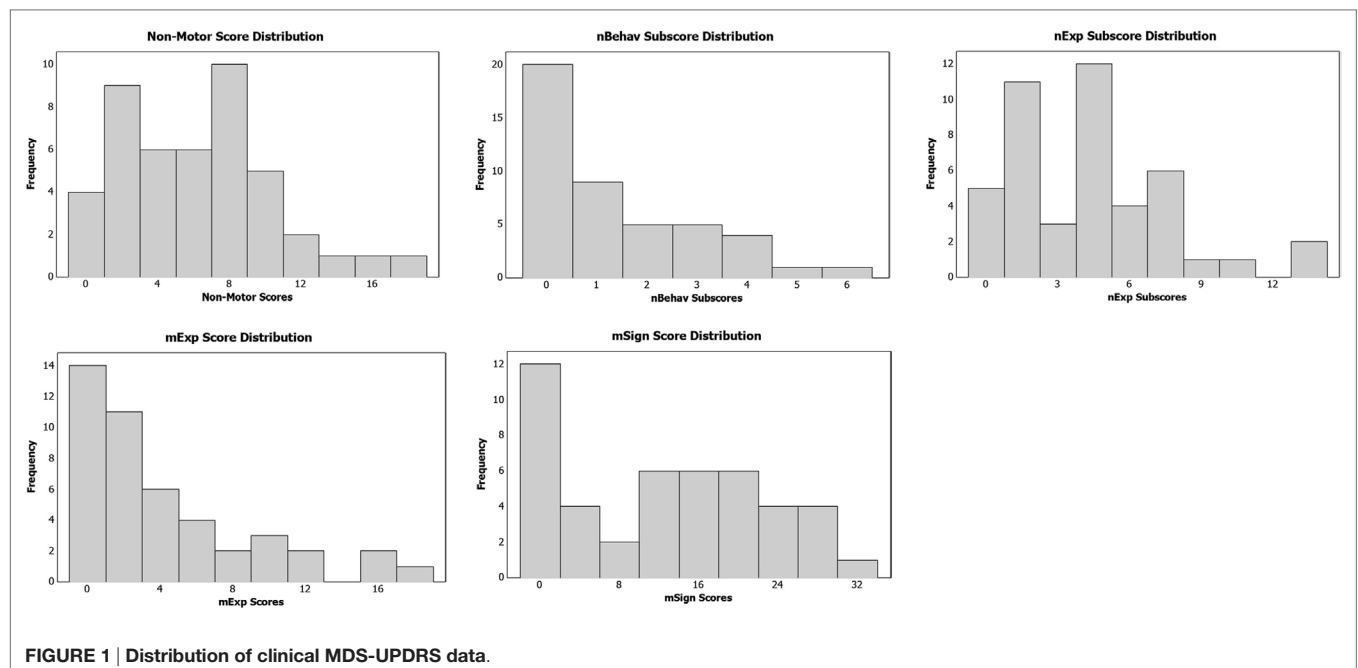 Non-Motor Score Distribution
10
8
6
4
2
0
Frequency
0 4 8 12 16
Non-Motor Scores
nBehav Subscore Distribution
20
15
10
5
0
Frequency
0 1 2 3 4 5 6
nBehav Subscores
nExp Subscore Distribution
12
10
8
6
4
2
0
Frequency
0 3 6 9 12
nExp Subscores
mExp Score Distribution
14
12
10
8
6
4
2
0
Frequency
0 4 8 12 16
mExp Scores
mSign Score Distribution
12
10
8
6
4
2
0
Frequency
0 8 16 24 32
mSign Scores
FIGURE 1 | Distribution of clinical MDS-UPDRS data.